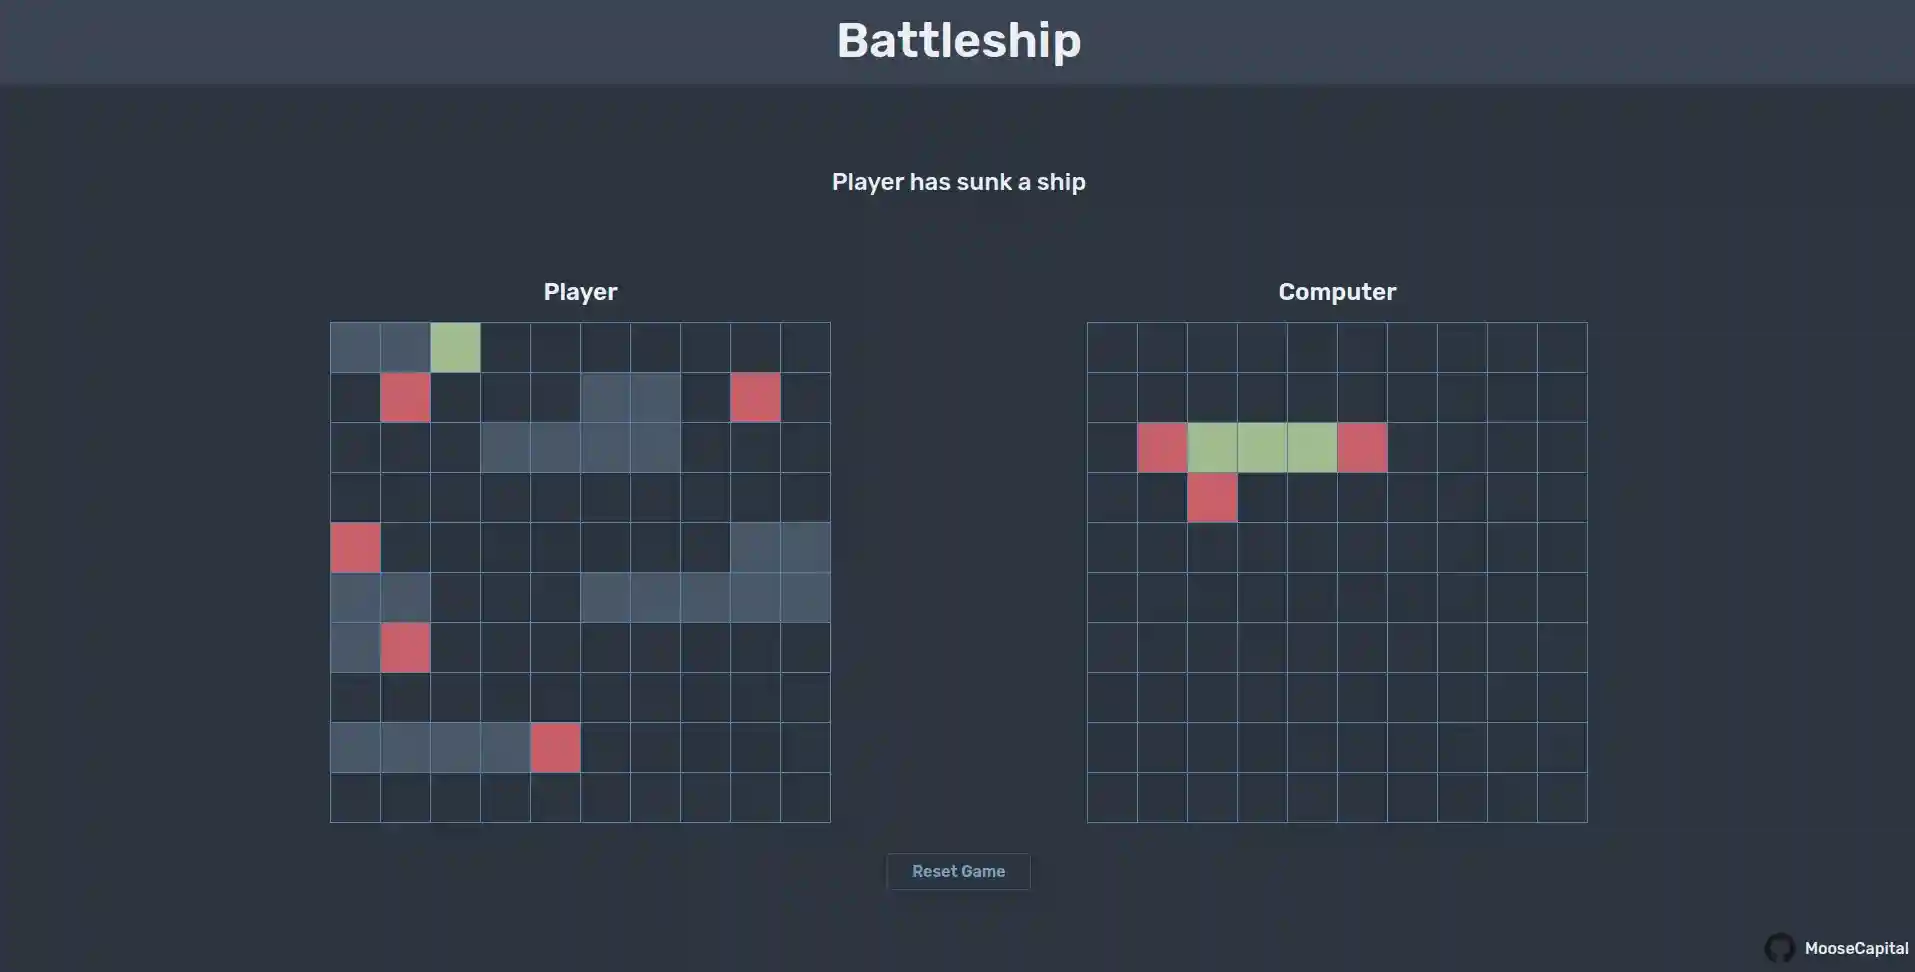 Battleship
Player has sunk a ship
Player
Computer
Reset Game
MooseCapital